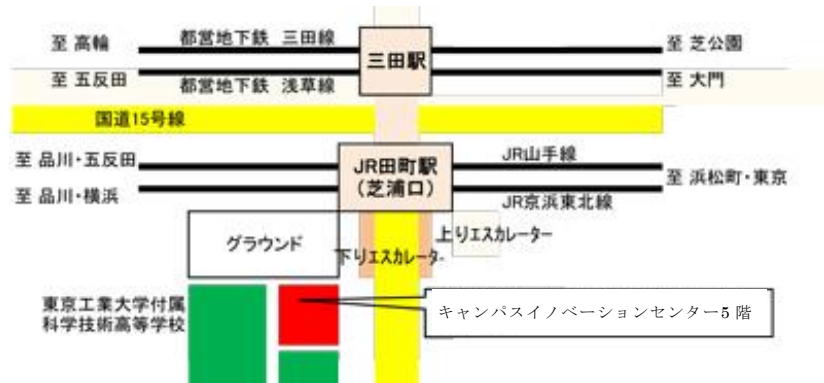 至 高輪
都営地下鉄 三田線
三田駅
至 芝公園
至 五反田
都営地下鉄 浅草線
至 大門
国道15号線
至 品川・五反田
JR田町駅
(芝浦口)
JR山手線
至 浜松町・東京
至 品川・横浜
JR京浜東北線
グラウンド
上りエスカレーター
下りエスカレーター
東京工業大学付属
科学技術高等学校
キャンパスイノベーションセンター5 階